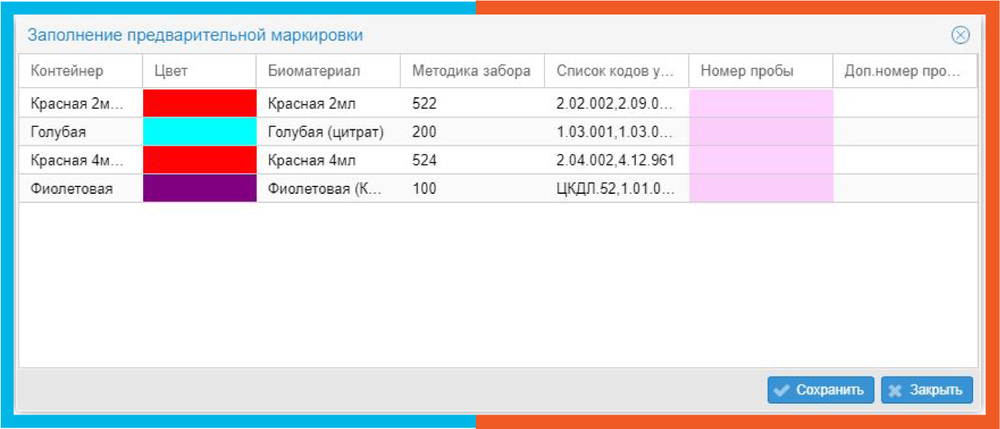 Заполнение предварительной маркировки
Контейнер Цвет Биоматериал Методика забора Список кодов у... Номер пробы Доп.номер про...
Красная 2м... Красная 2мл 522 2.02.002,2.09.0...
Голубая Голубая (цитрат) 200 1.03.001,1.03.0...
Красная 4м... Красная 4мл 524 2.04.002,4.12.961
Фиолетовая Фиолетовая (К... 100 ЦКДЛ.52,1.01.0...
Сохранить Закрыть